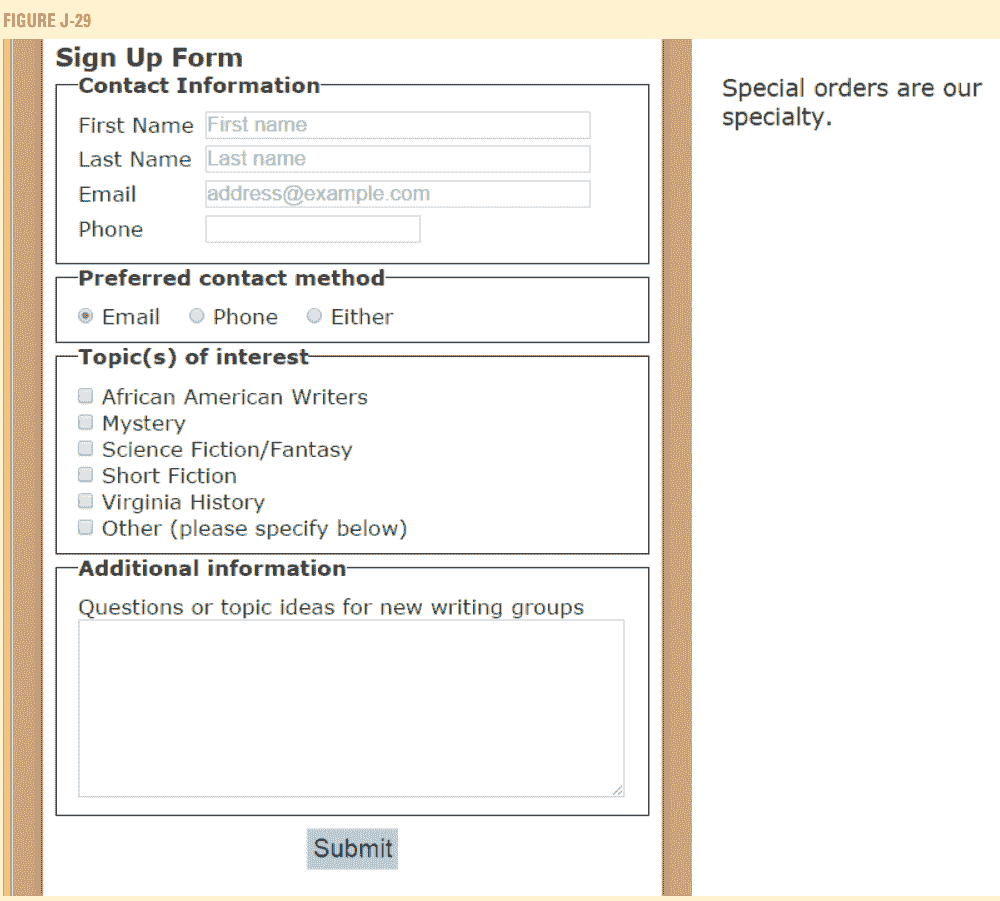 FIGURE J-29
Sign Up Form
Contact Information
First Name First name
Last Name Last name
Email address@example.com
Phone
Preferred contact method
Email Phone Either
Topic(s) of interest
African American Writers
Mystery
Science Fiction/Fantasy
Short Fiction
Virginia History
Other (please specify below)
Additional information
Questions or topic ideas for new writing groups
Submit
Special orders are our
specialty.